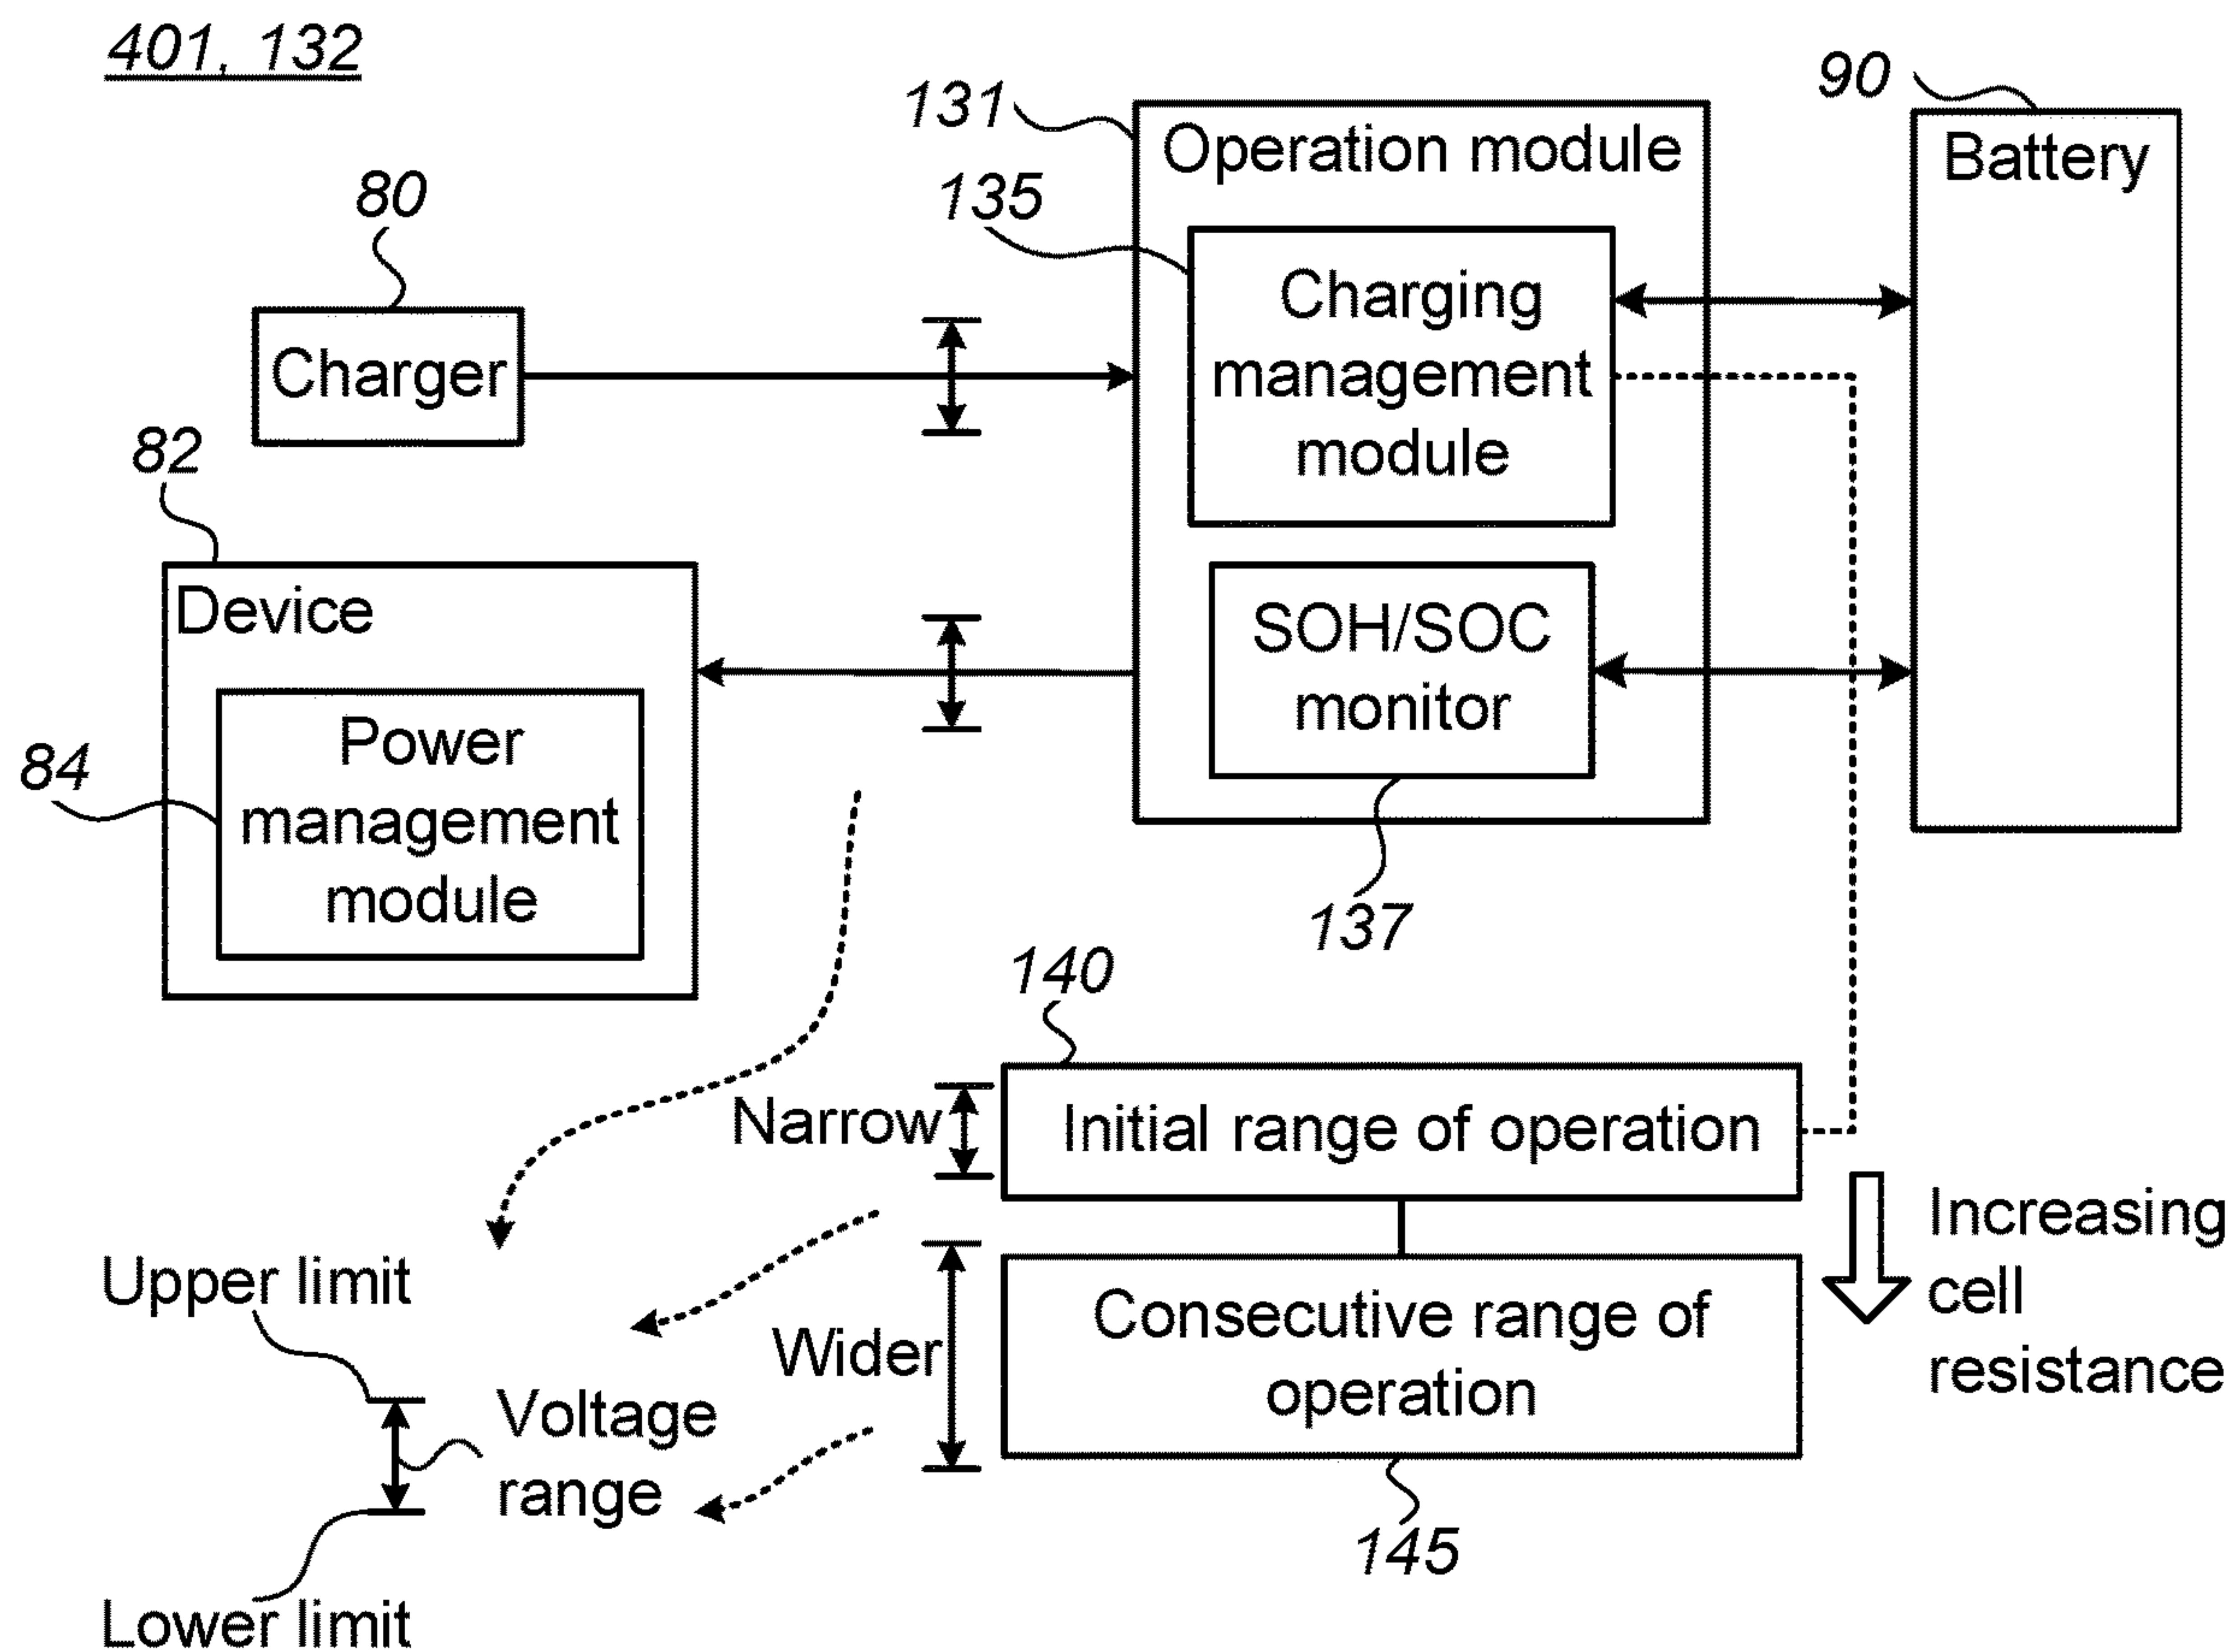 401, 132
90
131
Operation module
Battery
80
135
Charger
Charging
management
module
82
Device
SOH/SOC
monitor
Power
management
module
84
137
140
Narrow
Initial range of operation
Increasing
cell
resistance
Upper limit
Wider
Consecutive range of
operation
Voltage
range
145
Lower limit